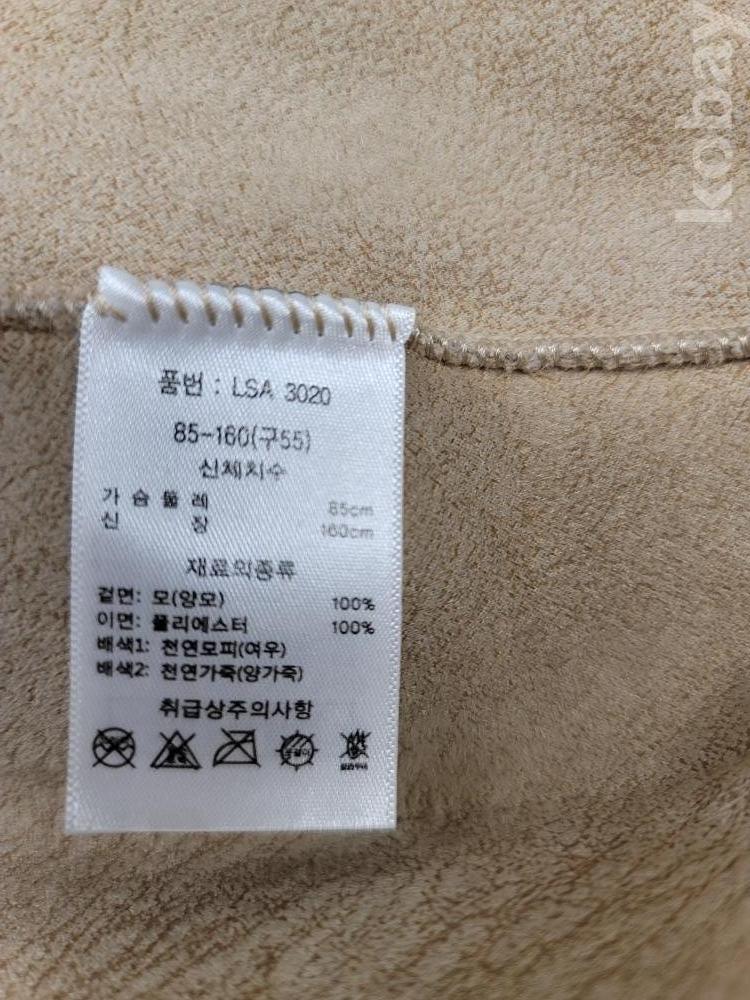 kobay
품번 : LSA 3020
85-160(구55)
신체치수
가 슴 둘 레 85cm
신 장 160cm
재료의종류
겉면: 모(양모) 100%
이면: 폴리에스터 100%
배색1: 천연모피(여우)
배색2: 천연가죽(양가죽)
취급상주의사항